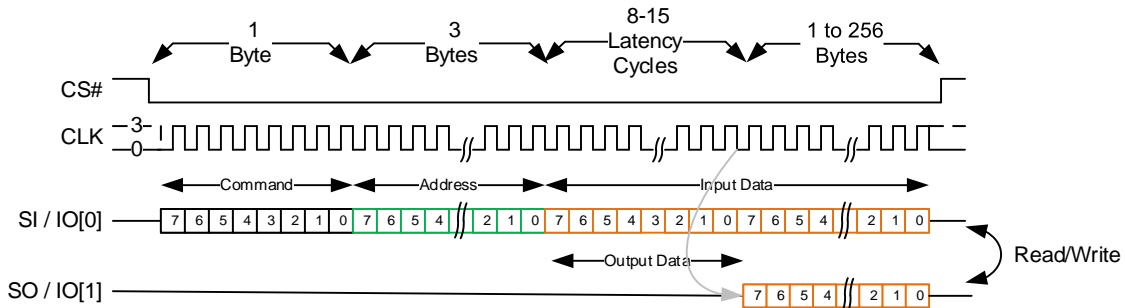 1
Byte
3
Bytes
8-15
Latency
Cycles
1 to 256
Bytes
CS#
CLK
3
0
Command
Address
Input Data
SI / IO[0]
7 6 5 4 3 2 1 0 7 6 5 4 2 1 0 7 6 5 4 3 2 1 0 7 6 5 4 2 1 0
Output Data
Read/Write
SO / IO[1]
7 6 5 4 2 1 0